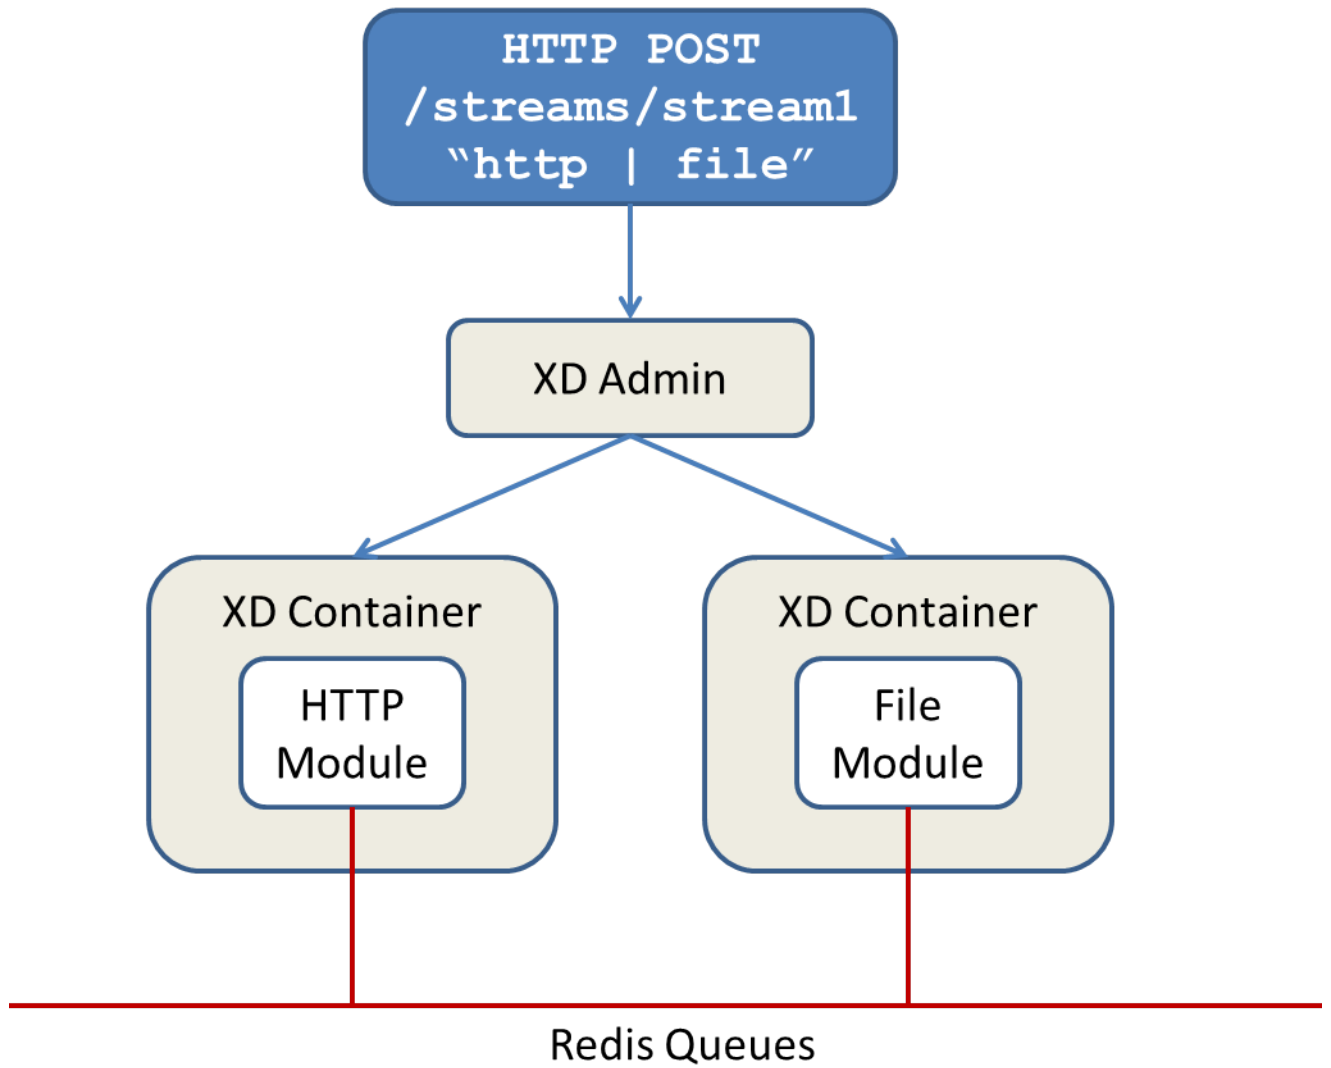 HTTP POST
/streams/stream1
“http | file”
XD Admin
XD Container
HTTP
Module
XD Container
File
Module
Redis Queues